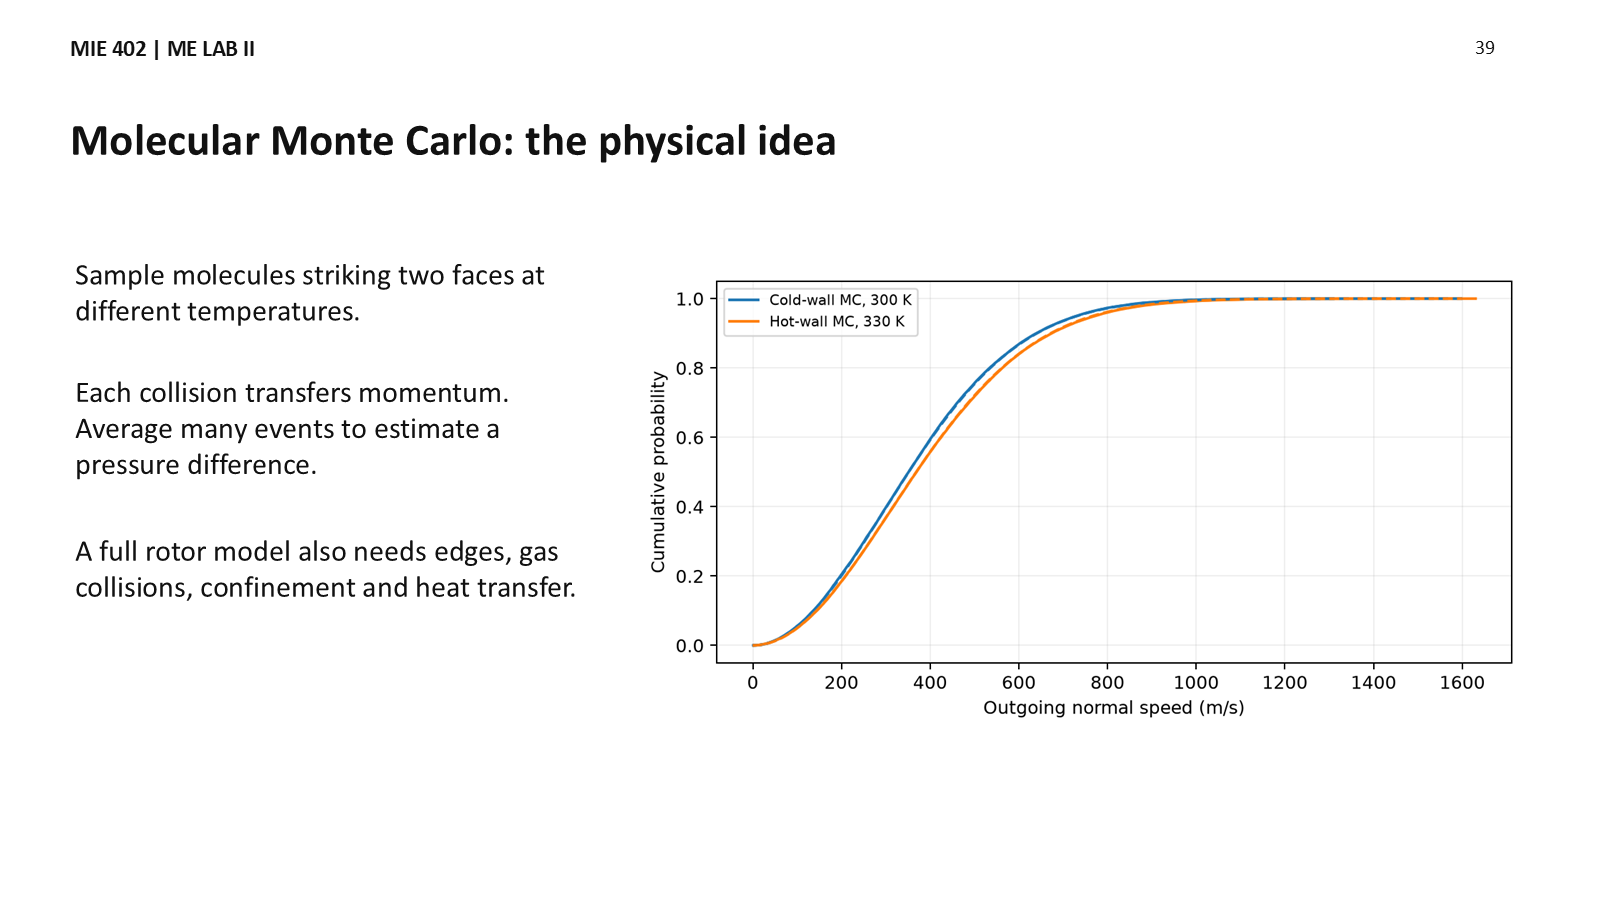 MIE 402 | ME LAB II
39
Molecular Monte Carlo: the physical idea
Sample molecules striking two faces at
different temperatures.
Each collision transfers momentum.
Average many events to estimate a
pressure difference.
A full rotor model also needs edges, gas
collisions, confinement and heat transfer.
Cold-wall MC, 300 K
Hot-wall MC, 330 K
Cumulative probability
1.0
0.8
0.6
0.4
0.2
0.0
0 200 400 600 800 1000 1200 1400 1600
Outgoing normal speed (m/s)